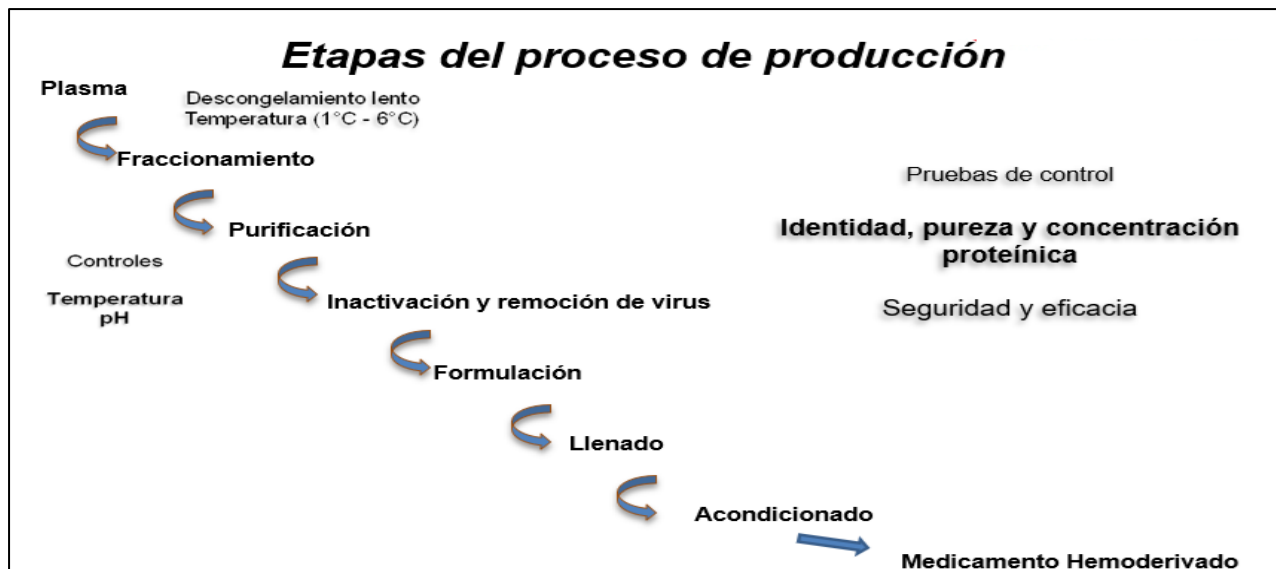 Etapas del proceso de producción
Plasma
Descongelamiento lento
Temperatura (1°C - 6°C)
Fraccionamiento
Pruebas de control
Purificación
Identidad, pureza y concentración
proteínica
Controles
Temperatura
pH
Inactivación y remoción de virus
Seguridad y eficacia
Formulación
Llenado
Acondicionado
Medicamento Hemoderivado